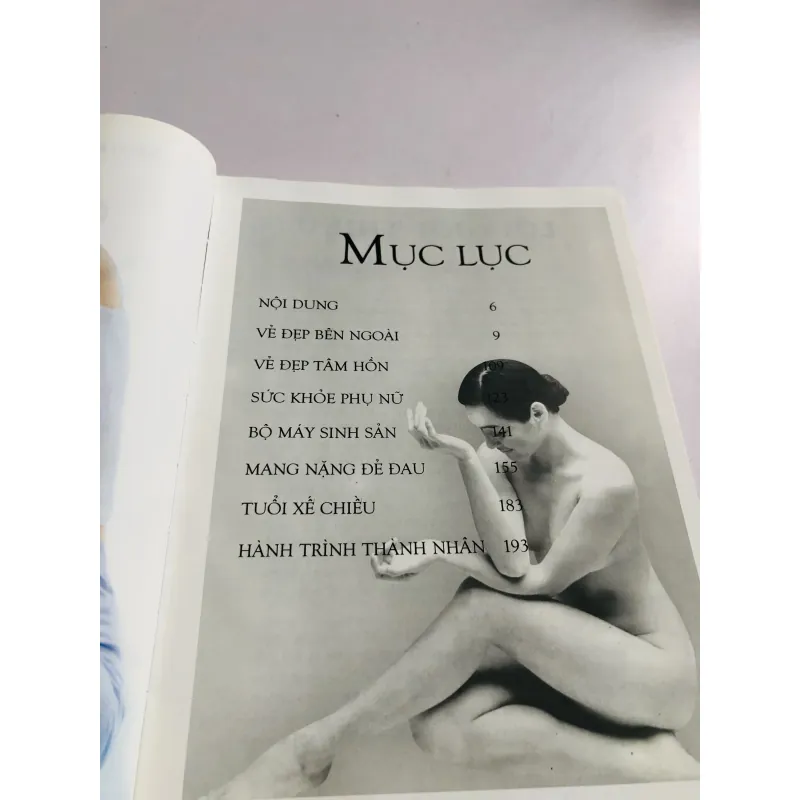 MỤC LỤC
NỘI DUNG 6
VẺ ĐẸP BÊN NGOÀI 9
VẺ ĐẸP TÂM HỒN 109
SỨC KHỎE PHỤ NỮ 123
BỘ MÁY SINH SẢN 141
MANG NẶNG ĐẺ ĐAU 155
TUỔI XẾ CHIỀU 183
HÀNH TRÌNH THÀNH NHÂN 193